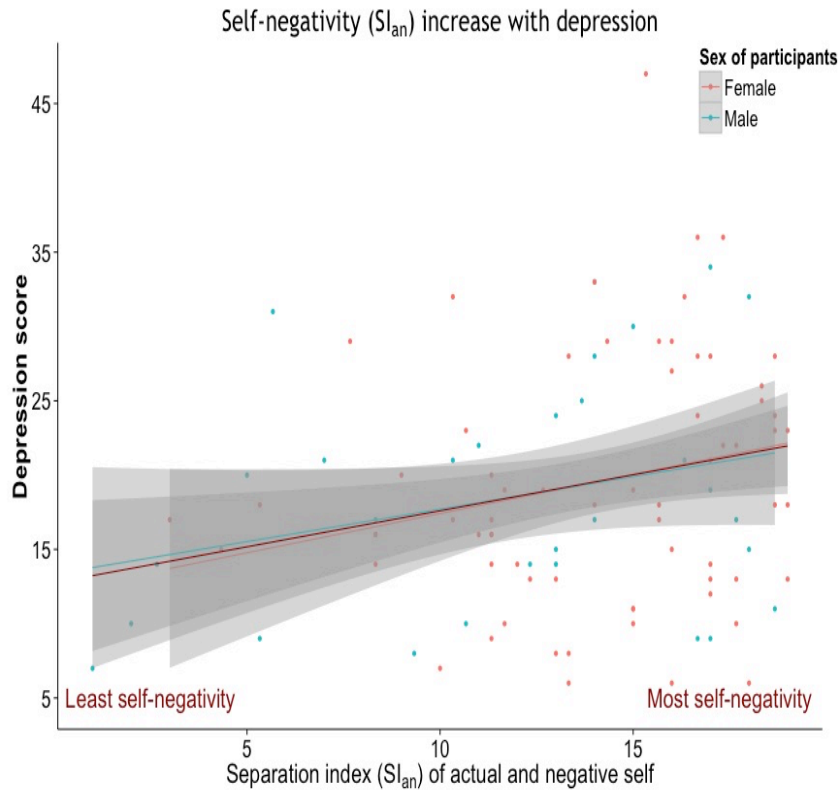 Self-negativity (SIan) increase with depression
Sex of participants
Female
Male
45
35
25
15
5
Depression score
Least self-negativity
Most self-negativity
5
10
15
Separation index (SIan) of actual and negative self